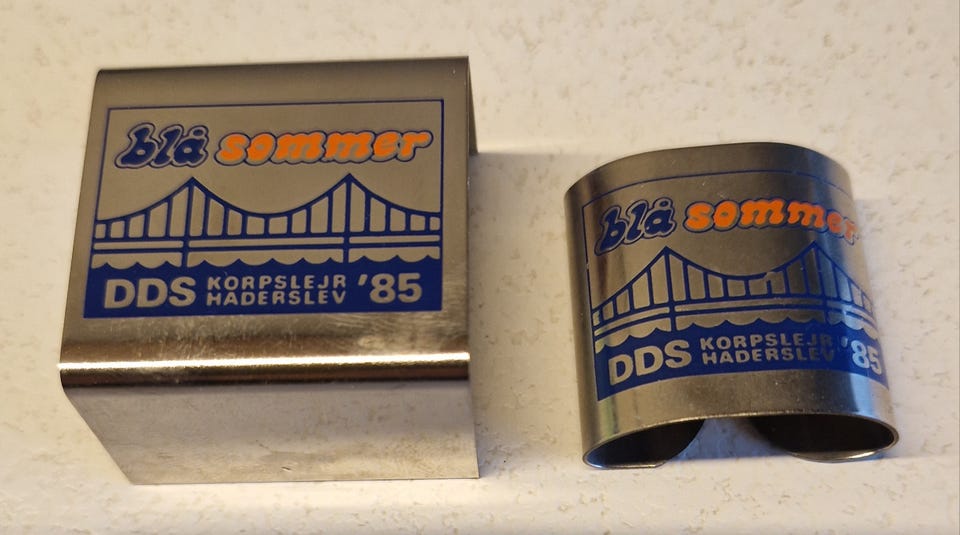 blå sommer
DDS KORPSLEJR '85
HADERSLEV
blå sommer
DDS KORPSLEJR '85
HADERSLEV